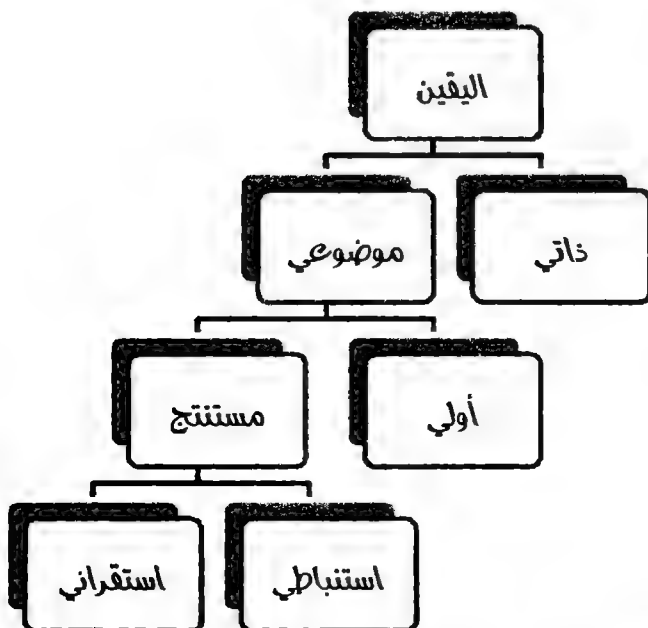 اليقين
ذاتي
موضوعي
أولي
مستنتج
استنباطي
استقرائي